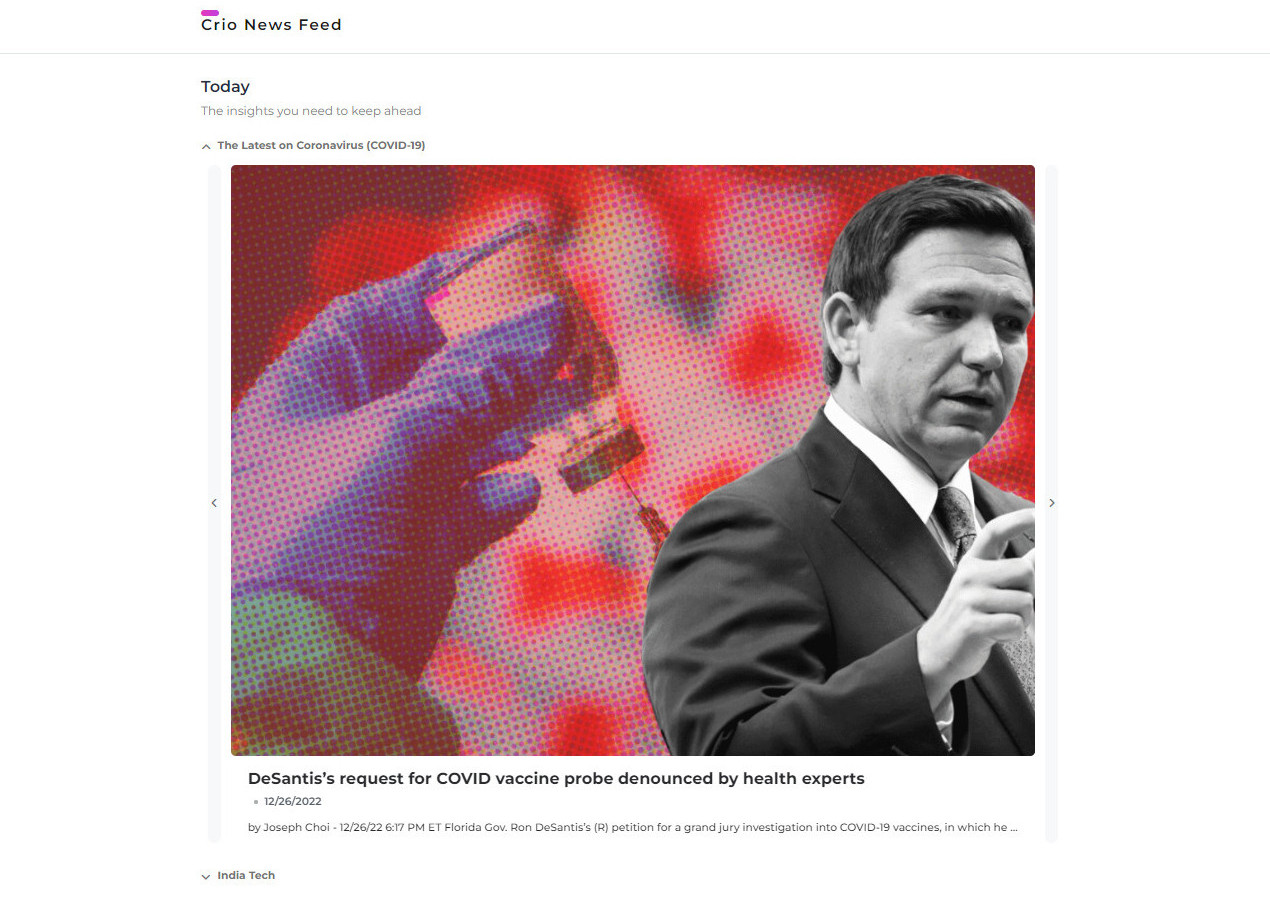 Crio News Feed
Today
The insights you need to keep ahead
The Latest on Coronavirus (COVID-19)
DeSantis’s request for COVID vaccine probe denounced by health experts
12/26/2022
by Joseph Choi - 12/26/22 6:17 PM ET Florida Gov. Ron DeSantis’s (R) petition for a grand jury investigation into COVID-19 vaccines, in which he ...
India Tech